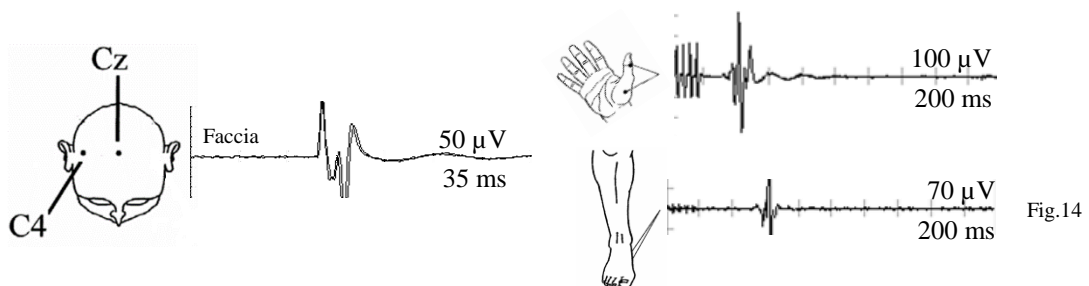 Cz
C4
Faccia
50 µV
35 ms
100 µV
200 ms
70 µV
200 ms
Fig.14